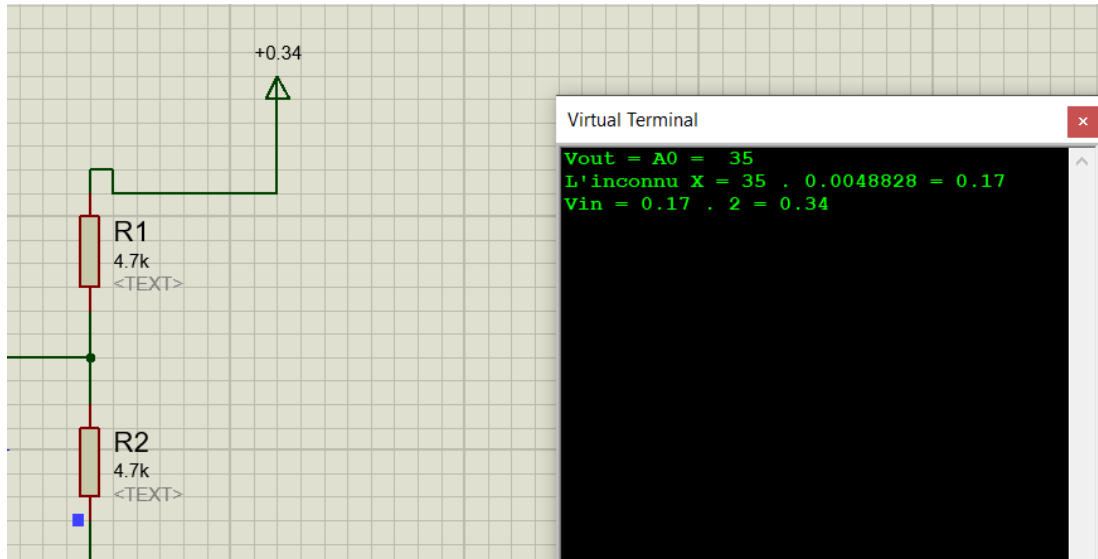 +0.34
R1
4.7k
<TEXT>
R2
4.7k
<TEXT>
Virtual Terminal
Vout = A0 =  35
L'inconnu X = 35 . 0.0048828 = 0.17
Vin = 0.17 . 2 = 0.34